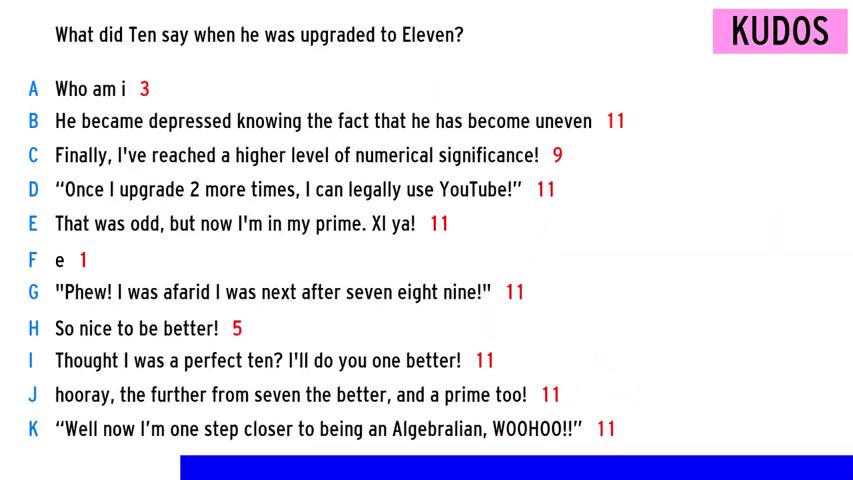 What did Ten say when he was upgraded to Eleven?
KUDOS
A Who am i 3
B He became depressed knowing the fact that he has become uneven 11
C Finally, I've reached a higher level of numerical significance! 9
D “Once I upgrade 2 more times, I can legally use YouTube!” 11
E That was odd, but now I'm in my prime. XI ya! 11
F e 1
G "Phew! I was afarid I was next after seven eight nine!" 11
H So nice to be better! 5
I Thought I was a perfect ten? I'll do you one better! 11
J hooray, the further from seven the better, and a prime too! 11
K “Well now I’m one step closer to being an Algebralian, WOOHOO!!” 11